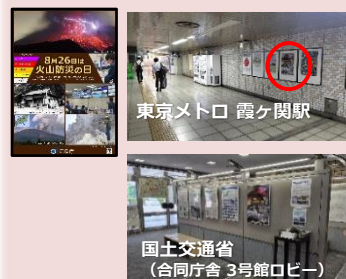 8月26日は
火山防災の日
東京メトロ 霞ヶ関駅
国土交通省
（合同庁舎 3号館ロビー）